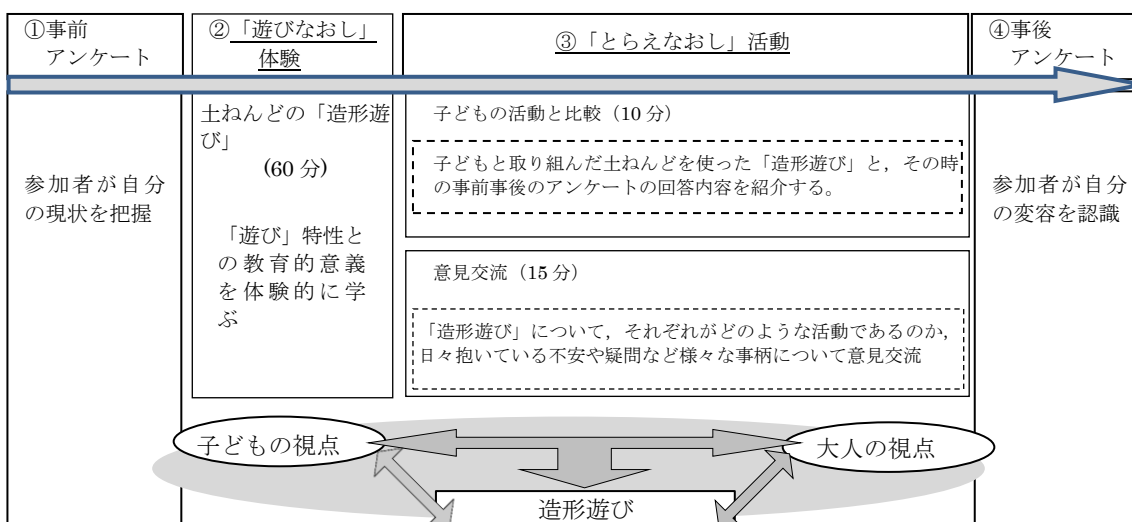 ①事前
アンケート
参加者が自分
の現状を把握
②「遊びなおし」
体験
土ねんどの「造形遊
び」
(60 分)
「遊び」特性と
の教育的意義
を体験的に学
ぶ
③「とらえなおし」活動
子どもの活動と比較（10 分）
子どもと取り組んだ土ねんどを使った「造形遊び」と，その時
の事前事後のアンケートの回答内容を紹介する。
意見交流（15 分）
「造形遊び」について，それぞれがどのような活動であるのか，
日々抱いている不安や疑問など様々な事柄について意見交流
④事後
アンケート
参加者が自分
の変容を認識
子どもの視点
大人の視点
造形遊び